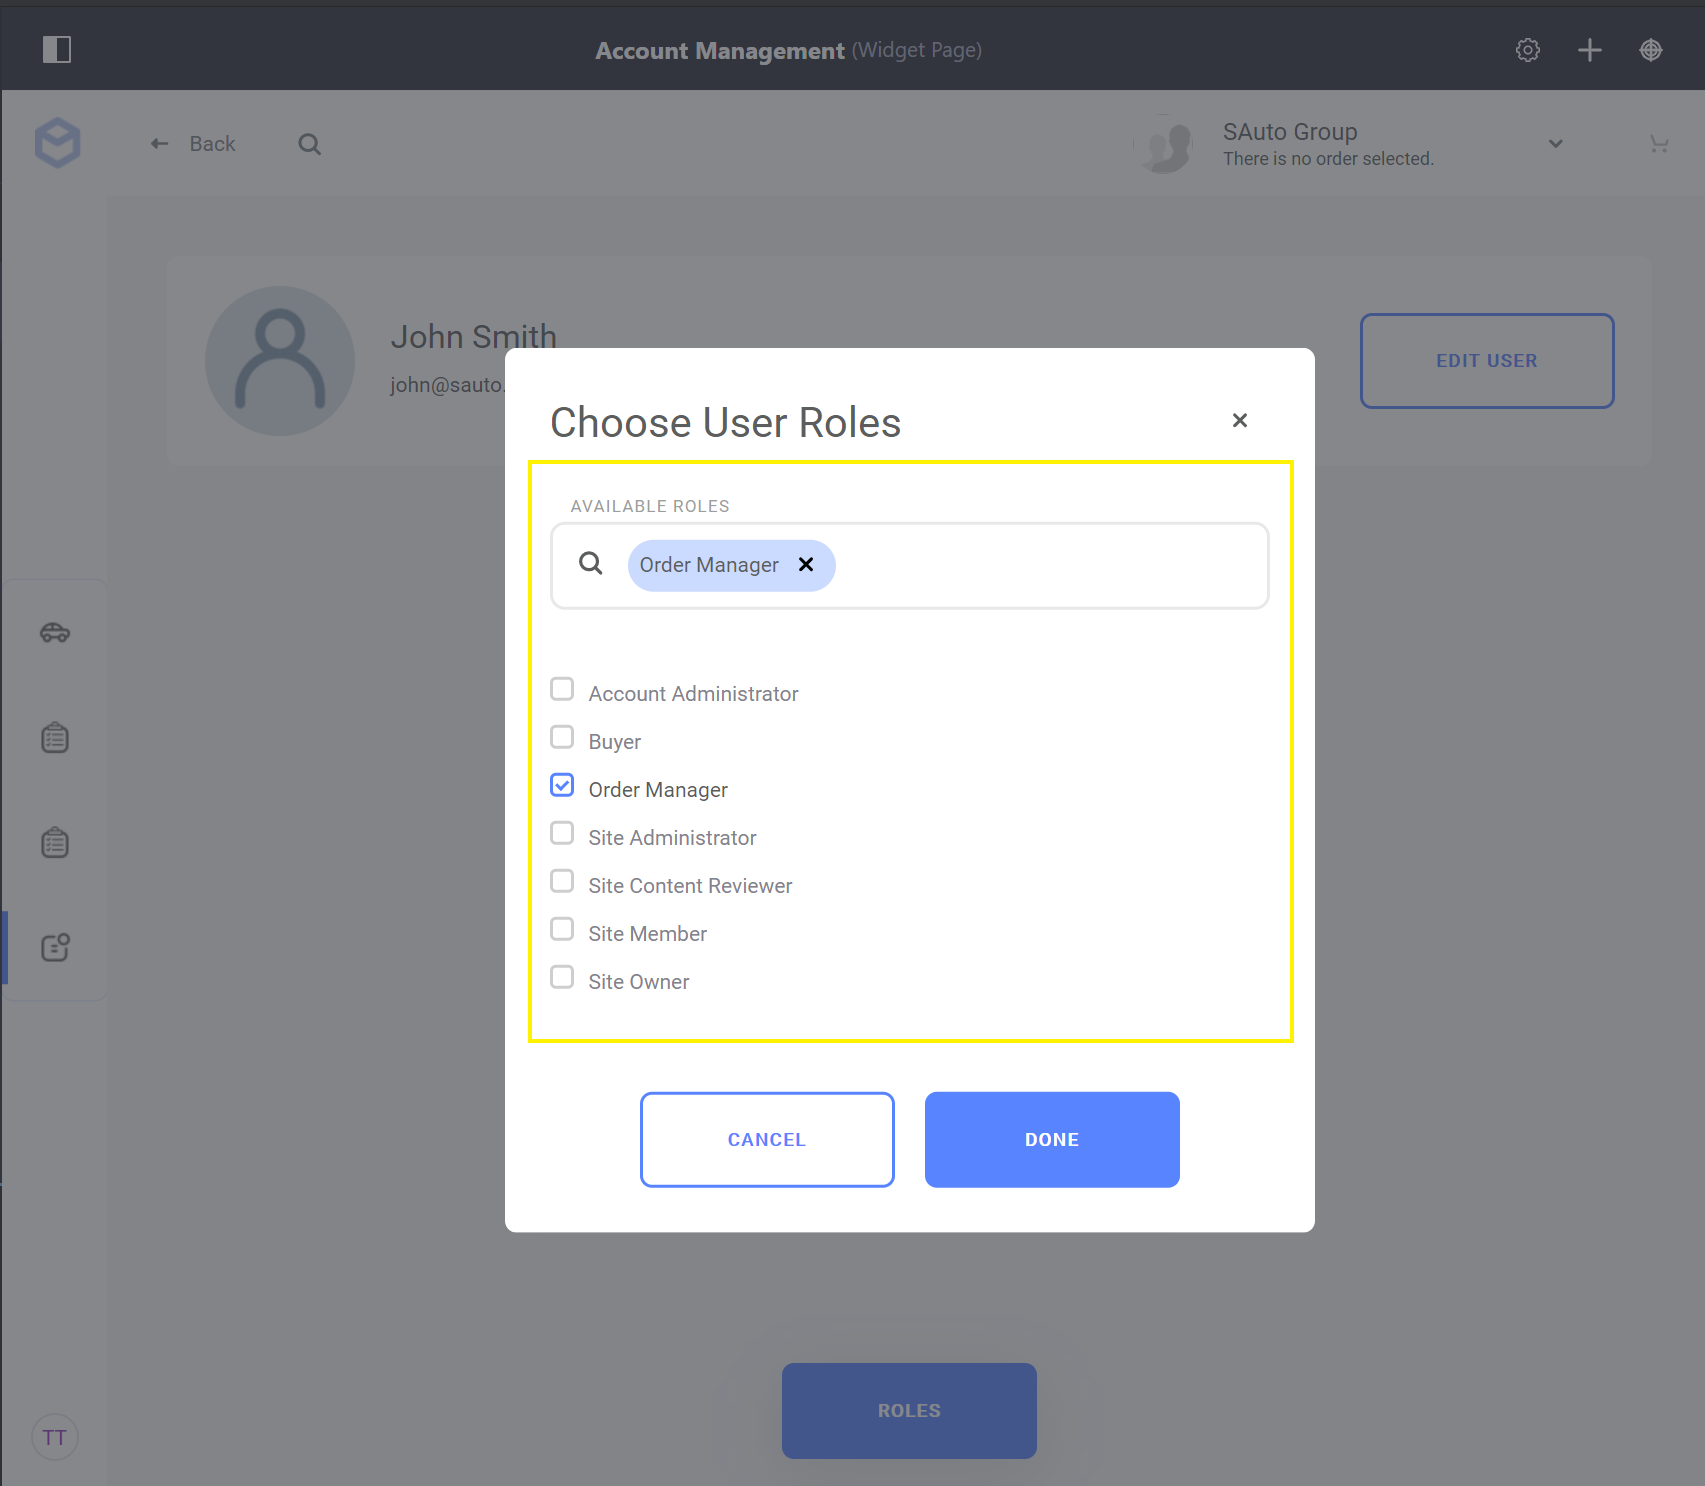 Account Management (Widget Page)
Back
SAuto Group
There is no order selected.
John Smith
john@sauto.
EDIT USER
Choose User Roles
AVAILABLE ROLES
Order Manager
Account Administrator
Buyer
Order Manager
Site Administrator
Site Content Reviewer
Site Member
Site Owner
CANCEL
DONE
ROLES
TT